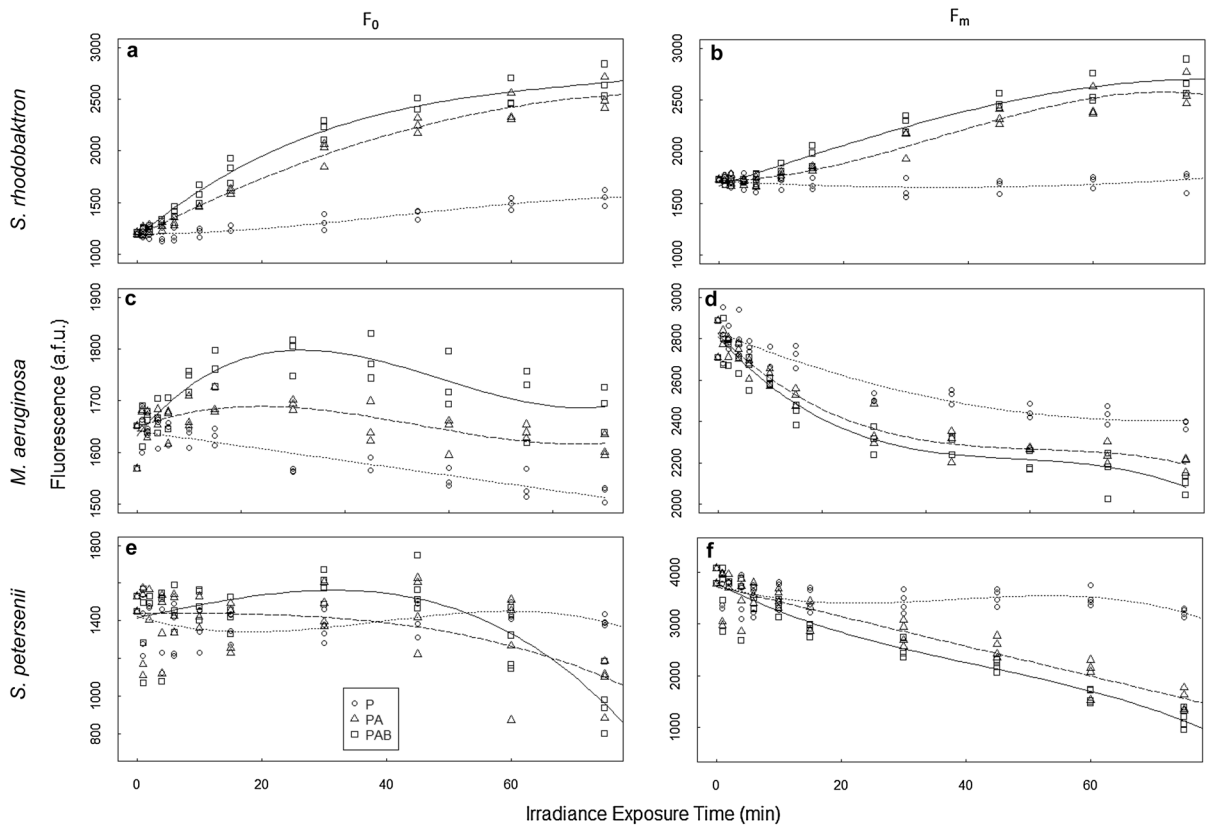 F0
Fm
a
3000
2500
2000
1500
1000
b
3000
2500
2000
1500
1000
S. rhodobaktron
c
1900
1800
1700
1600
1500
d
3000
2800
2600
2400
2200
2000
M. aeruginosa
Fluorescence (a.f.u.)
e
1800
1400
1000
800
f
4000
3000
2000
1000
S. petersenii
P
PA
PAB
0
20
40
60
0
20
40
60
Irradiance Exposure Time (min)